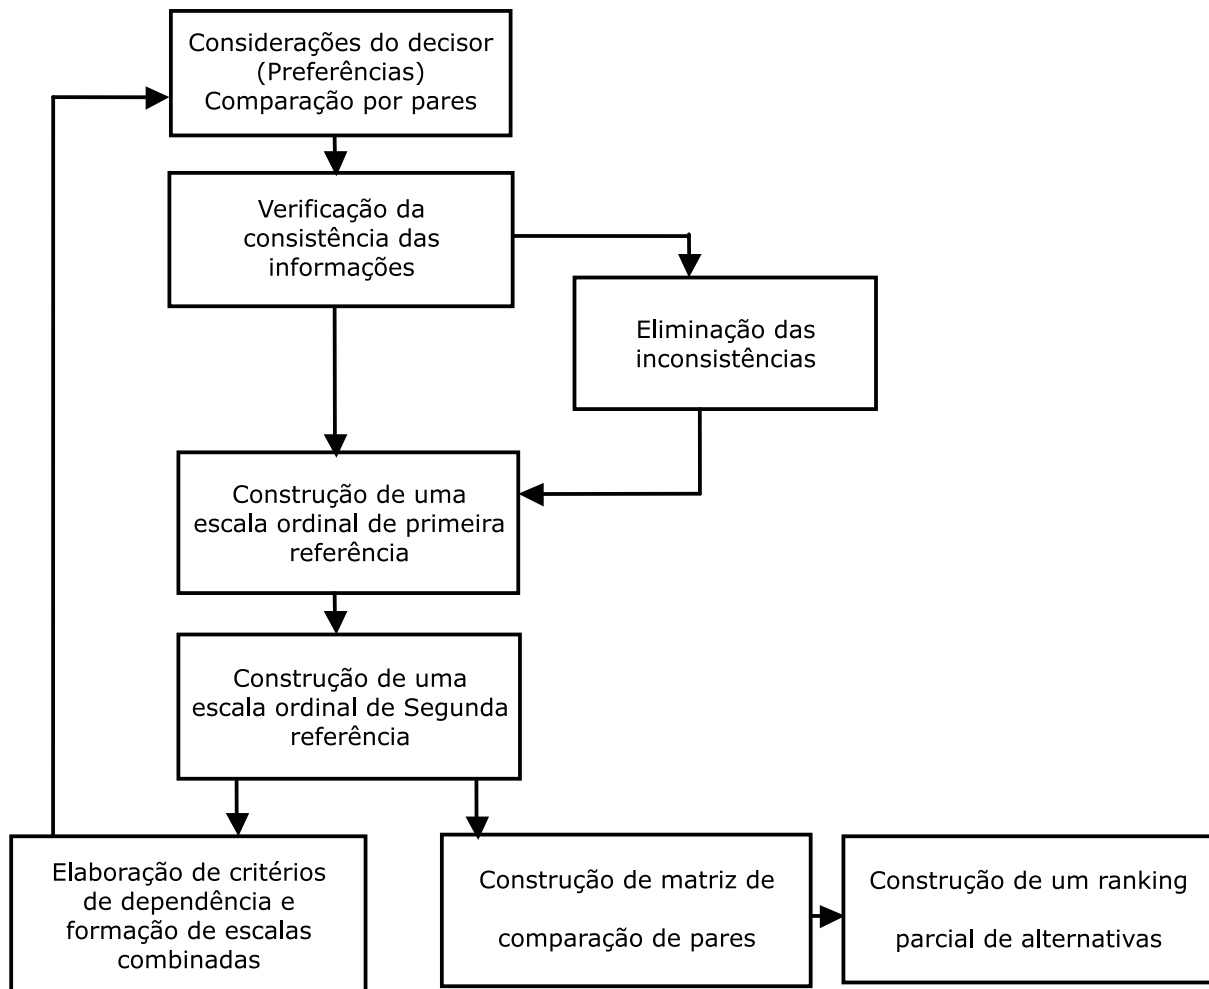 Considerações do decisor
(Preferências)
Comparação por pares
Verificação da
consistência das
informações
Eliminação das
inconsistências
Construção de uma
escala ordinal de primeira
referência
Construção de uma
escala ordinal de Segunda
referência
Elaboração de critérios
de dependência e
formação de escalas
combinadas
Construção de matriz de
comparação de pares
Construção de um ranking
parcial de alternativas